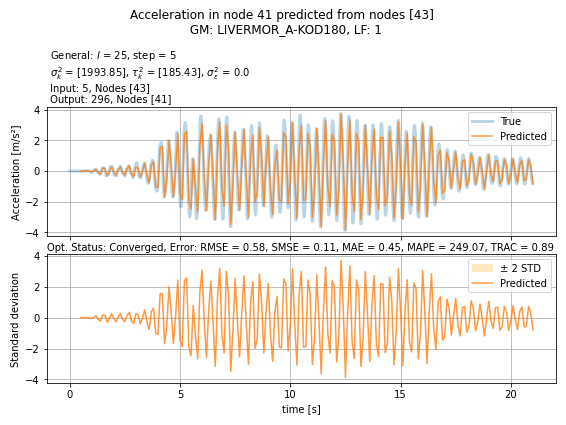 Acceleration in node 41 predicted from nodes [43]
GM: LIVERMOR_A-KOD180, LF: 1
General: l = 25, step = 5
σ²ₖ = [1993.85], τ²ₖ = [185.43], σ²ε = 0.0
Input: 5, Nodes [43]
Output: 296, Nodes [41]
4
2
0
−2
−4
Acceleration [m/s²]
True
Predicted
Opt. Status: Converged, Error: RMSE = 0.58, SMSE = 0.11, MAE = 0.45, MAPE = 249.07, TRAC = 0.89
4
2
0
−2
−4
Standard deviation
± 2 STD
Predicted
0 5 10 15 20
time [s]